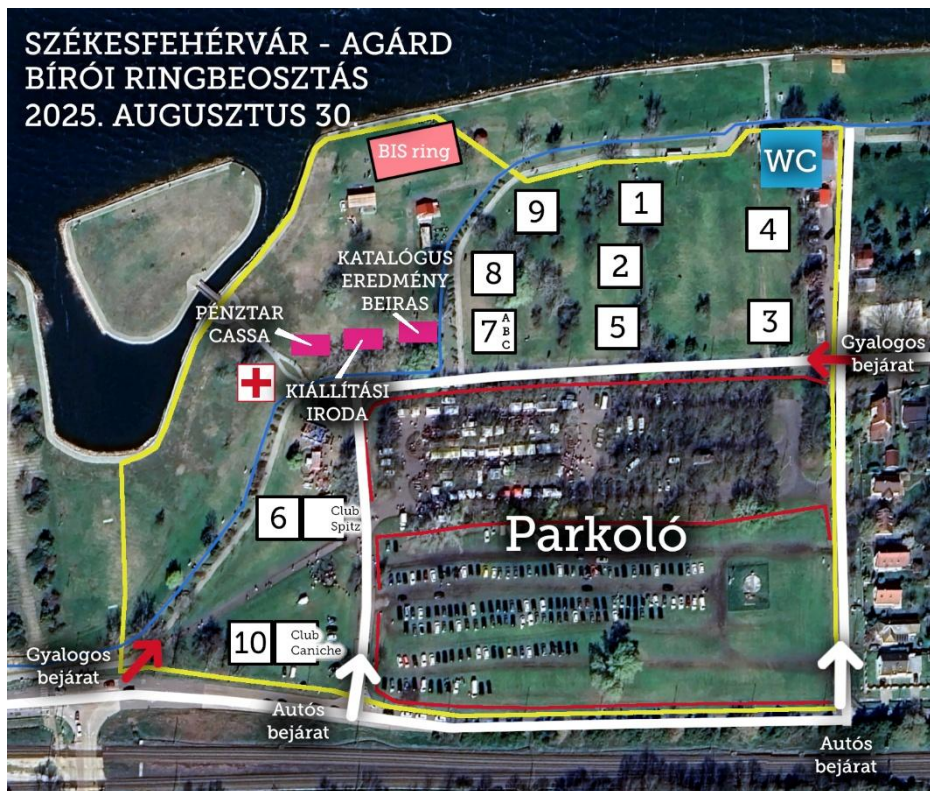 SZÉKESFEHÉRVÁR - AGÁRD
BÍRÓI RINGBEOSZTÁS
2025. AUGUSZTUS 30.
BIS ring
WC
9
1
4
KATALÓGUS
EREDMÉNY
BEIRAS
8
2
PÉNZTAR
CASSA
7 A
B
C
5
3
Gyalogos
bejárat
KIÁLLÍTÁSI
IRODA
6
Club
Spitz
Parkoló
10
Club
Caniche
Gyalogos
bejárat
Autós
bejárat
Autós
bejárat